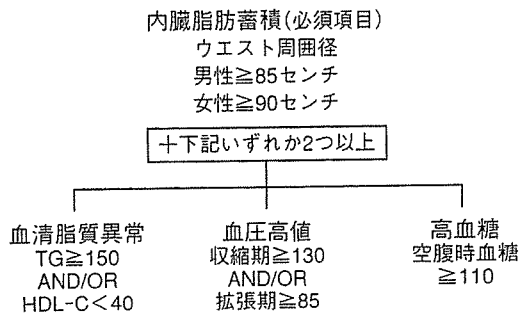 内臓脂肪蓄積(必須項目)
ウエスト周囲径
男性≧85センチ
女性≧90センチ
＋下記いずれか2つ以上
血清脂質異常
TG≧150
AND/OR
HDL-C<40
血圧高値
収縮期≧130
AND/OR
拡張期≧85
高血糖
空腹時血糖
≧110